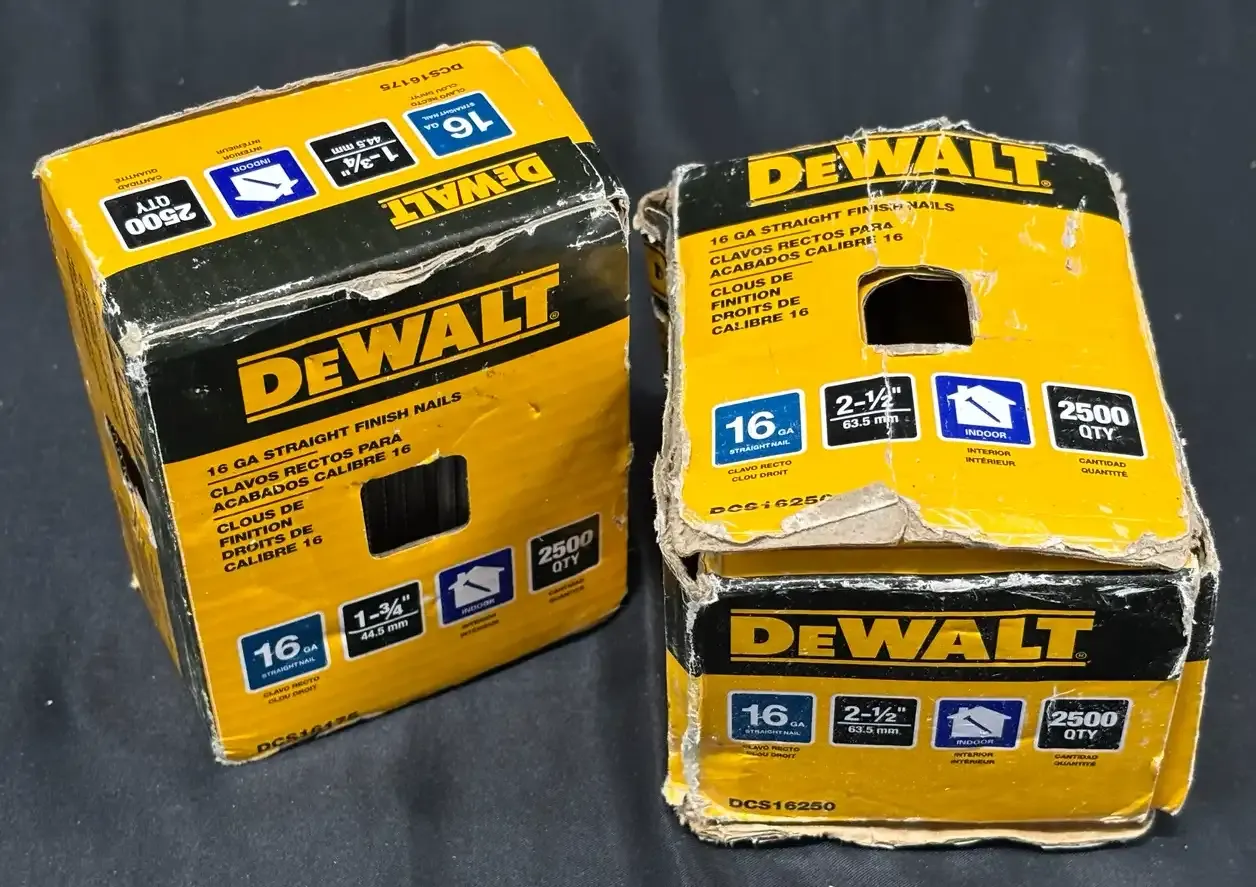 DCS16175
CLAVO RECTO
CLOU DROIT
16 GA
STRAIGHT NAIL
1-3/4"
44.5 mm
INDOOR
INTERIOR
INTÉRIEUR
2500
QTY
CANTIDAD
QUANTITÉ
DEWALT
DEWALT®
16 GA STRAIGHT FINISH NAILS
CLAVOS RECTOS PARA
ACABADOS CALIBRE 16
CLOUS DE
FINITION
DROITS DE
CALIBRE 16
16 GA
STRAIGHT NAIL
CLAVO RECTO
CLOU DROIT
1-3/4"
44.5 mm
INDOOR
INTERIOR
INTÉRIEUR
2500
QTY
CANTIDAD
QUANTITÉ
DCS16175
DEWALT®
16 GA STRAIGHT FINISH NAILS
CLAVOS RECTOS PARA
ACABADOS CALIBRE 16
CLOUS DE
FINITION
DROITS DE
CALIBRE 16
16 GA
STRAIGHT NAIL
CLAVO RECTO
CLOU DROIT
2-1/2"
63.5 mm
INDOOR
INTERIOR
INTÉRIEUR
2500
QTY
CANTIDAD
QUANTITÉ
DCS16250
DEWALT®
16 GA
STRAIGHT NAIL
CLAVO RECTO
CLOU DROIT
2-1/2"
63.5 mm
INDOOR
INTERIOR
INTÉRIEUR
2500
QTY
CANTIDAD
QUANTITÉ
DCS16250